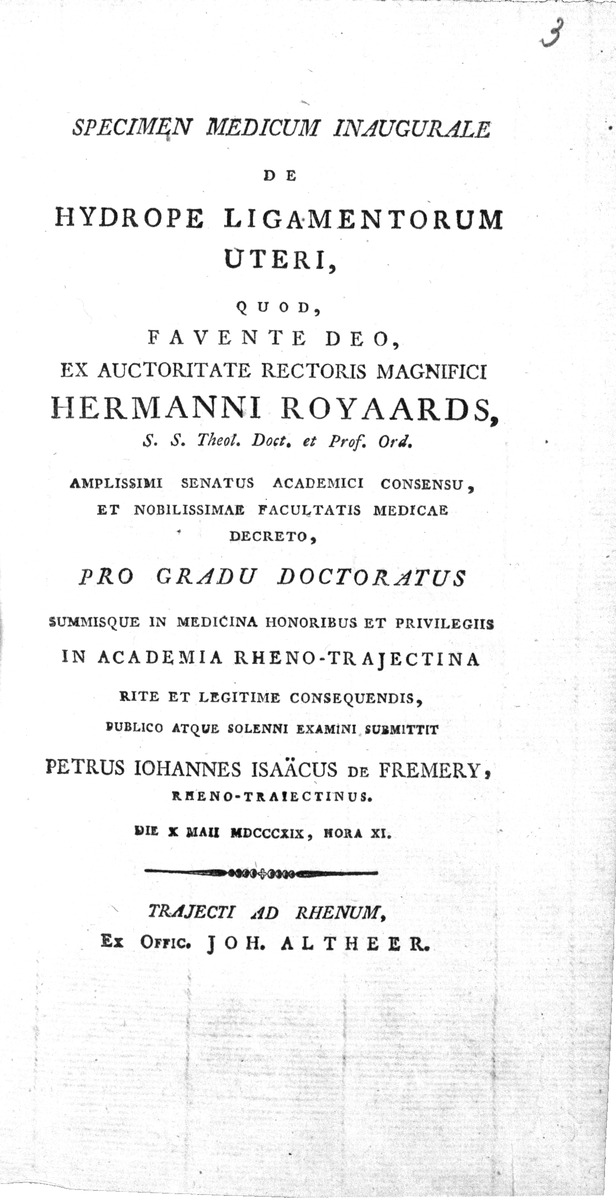 3
SPECIMEN MEDICUM INAUGURALE
DE
HYDROPE LIGAMENTORUM
UTERI,
QUOD,
FAVENTE DEO,
EX AUCTORITATE RECTORIS MAGNIFICI
HERMANNI ROYAARDS,
S. S. Theol. Doct. et Prof. Ord.
AMPLISSIMI SENATUS ACADEMICI CONSENSU,
ET NOBILISSIMAE FACULTATIS MEDICAE
DECRETO,
PRO GRADU DOCTORATUS
SUMMISQUE IN MEDICINA HONORIBUS ET PRIVILEGIIS
IN ACADEMIA RHENO-TRAJECTINA
RITE ET LEGITIME CONSEQUENDIS,
PUBLICO ATQUE SOLENNI EXAMINI SUBMITTIT
PETRUS IOHANNES ISAÄCUS DE FREMERY,
RHENO-TRAIECTINUS.
DIE X MAII MDCCCXIX, HORA XI.
TRAJECTI AD RHENUM,
Ex Offic. JOH. ALTHEER.